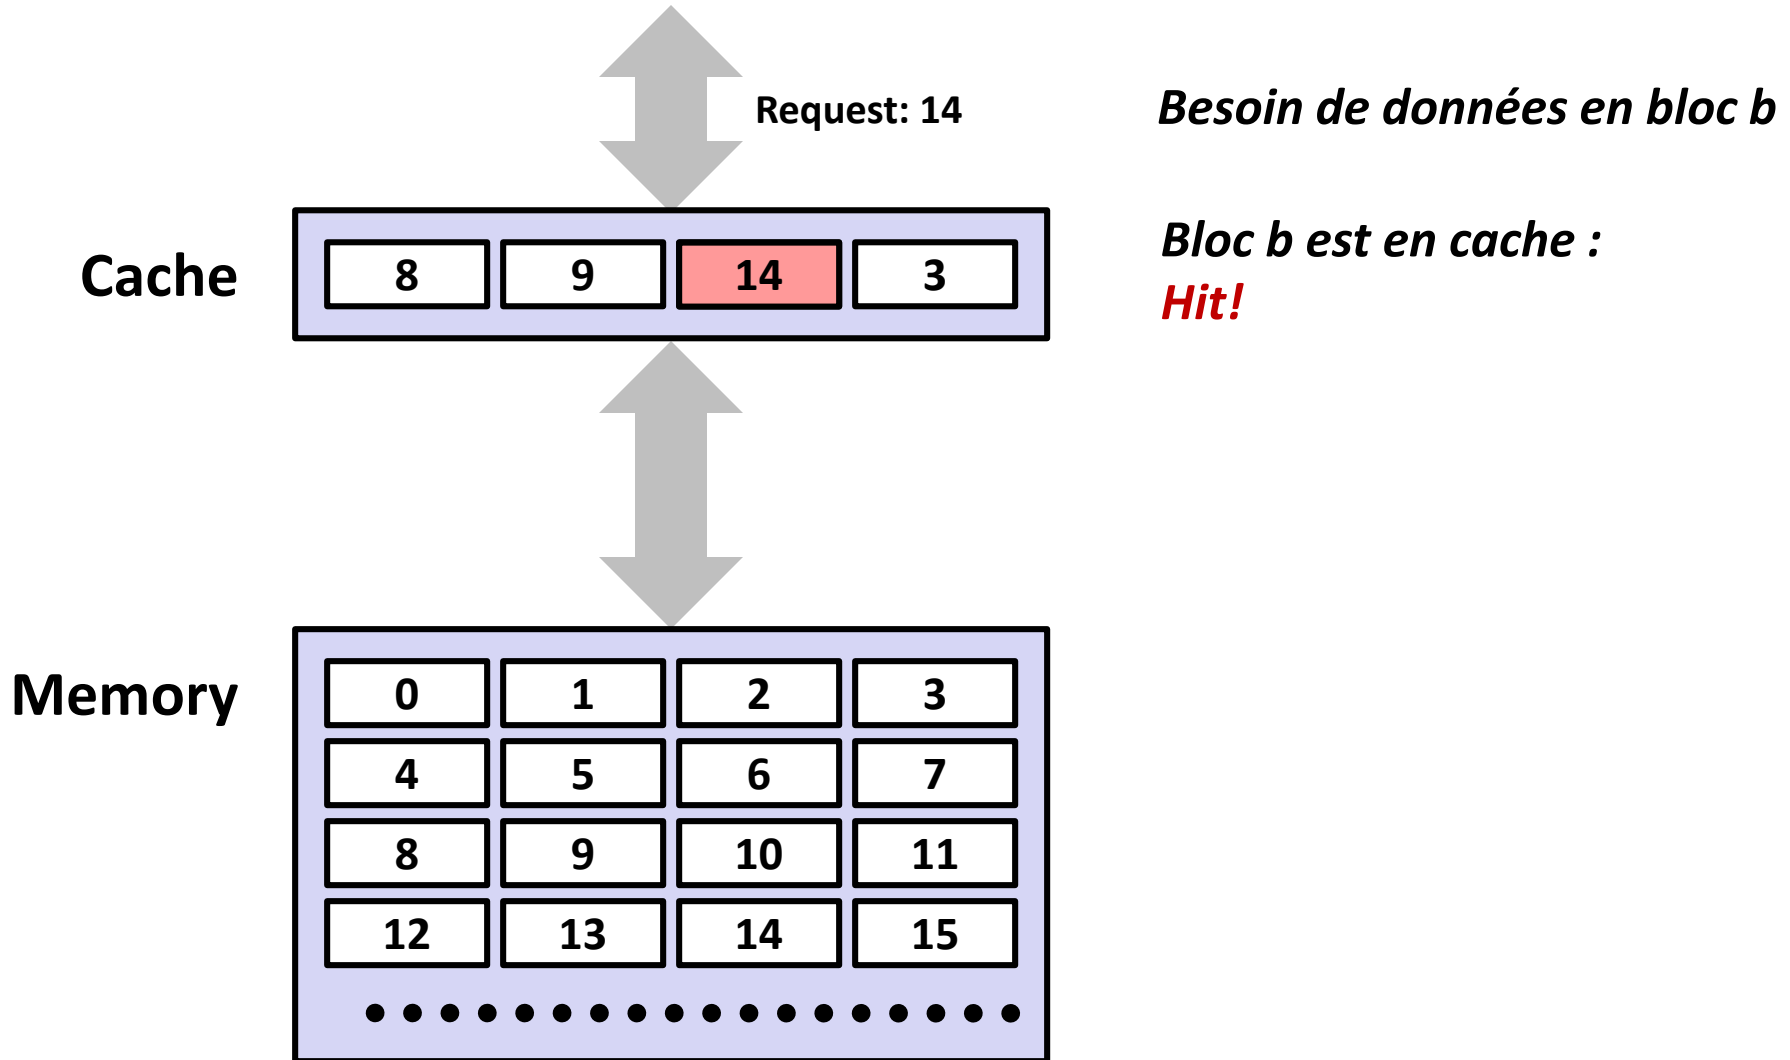 Request: 14
Besoin de données en bloc b
Cache
8 9 14 3
Bloc b est en cache :
Hit!
Memory
0 1 2 3
4 5 6 7
8 9 10 11
12 13 14 15